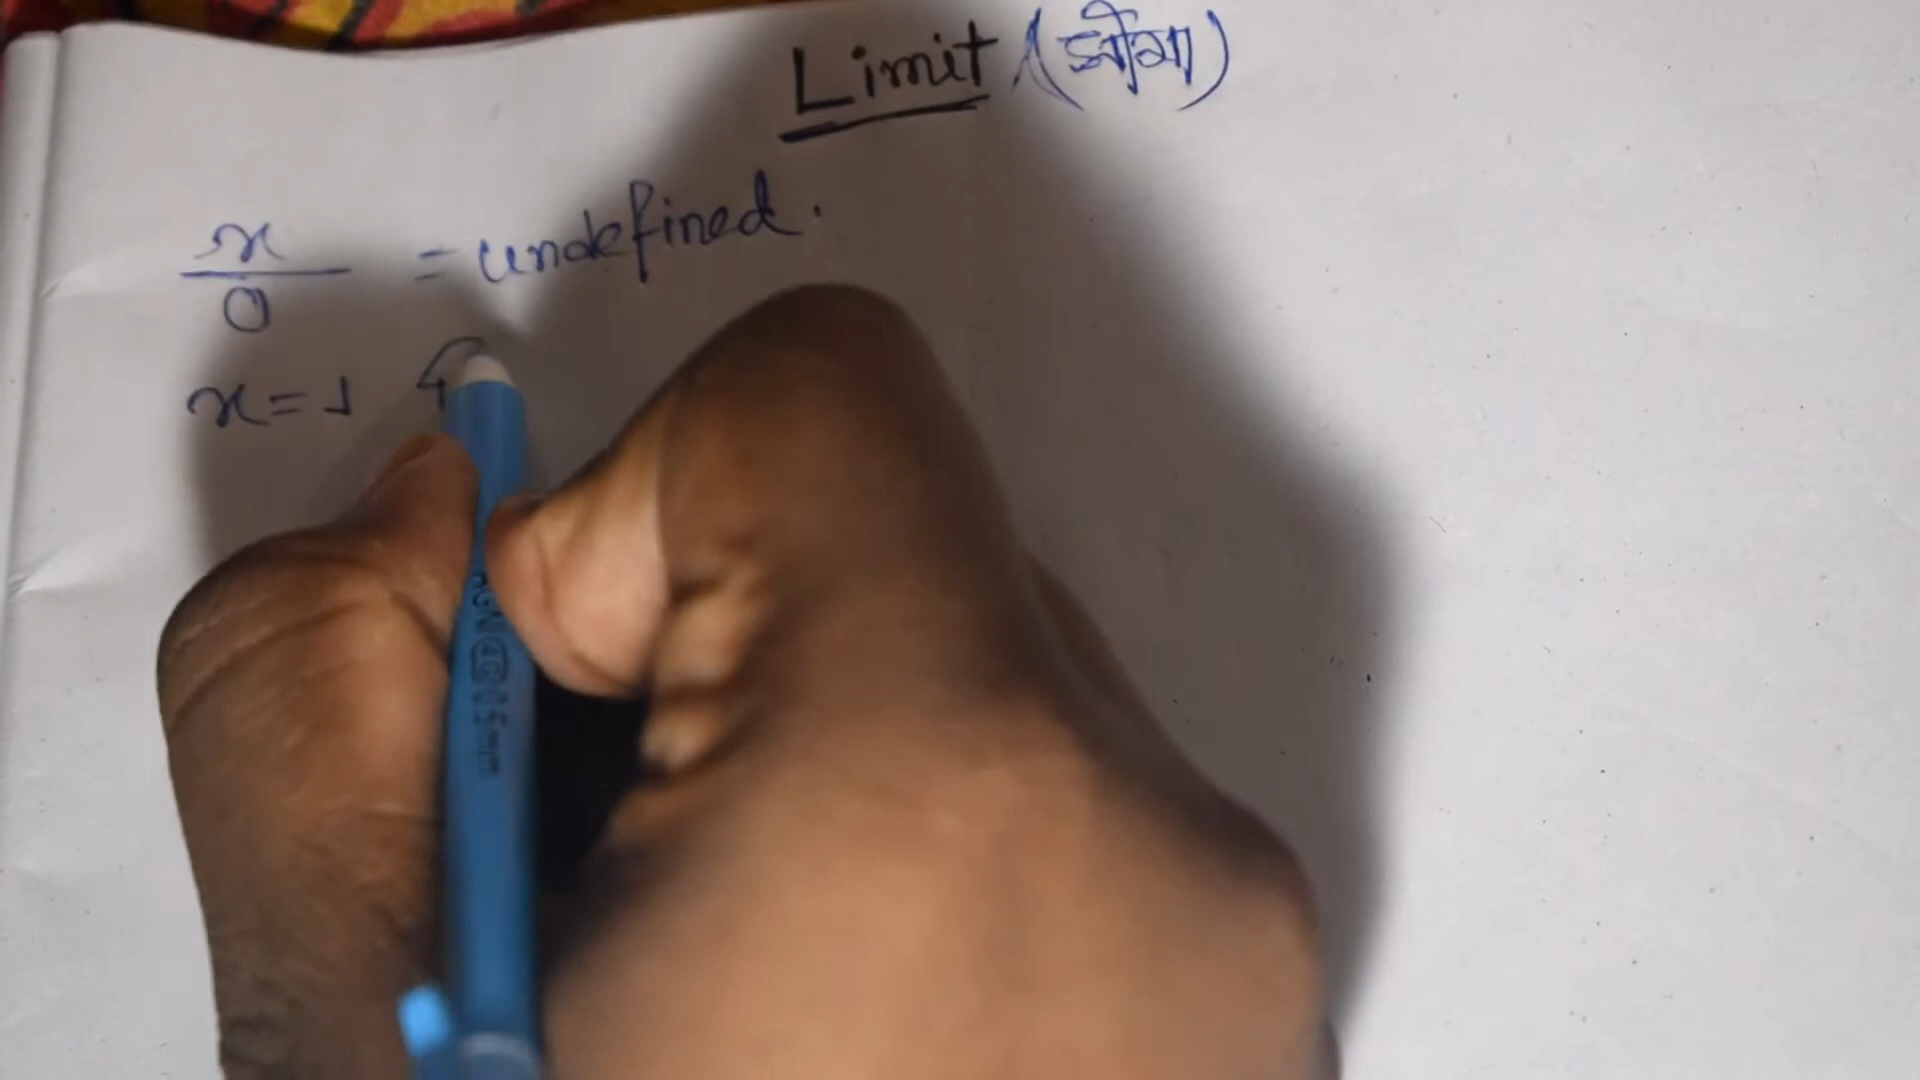 Limit (সীমা)
x/0 = undefined.
x = 1